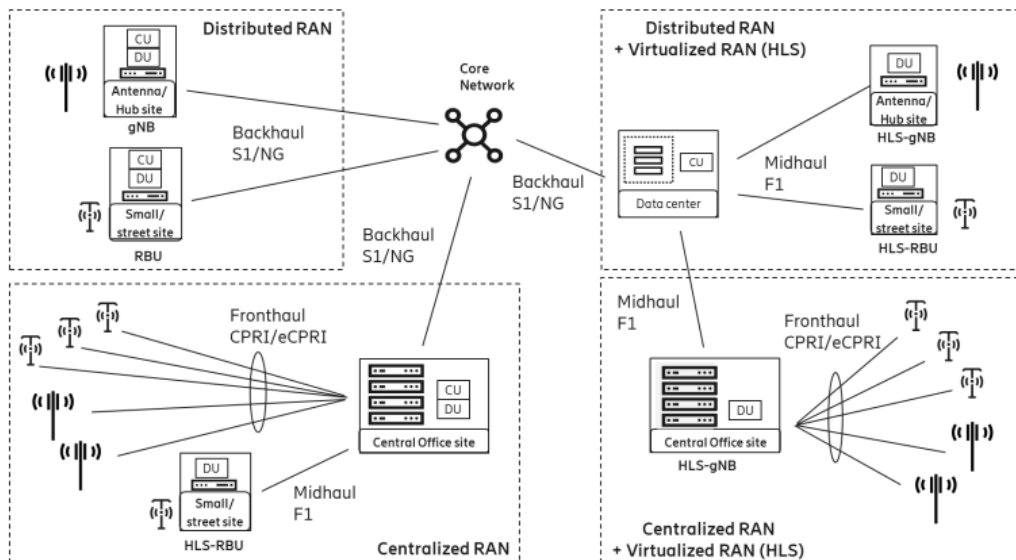 Distributed RAN
CU
DU
Antenna/
Hub site
gNB
CU
DU
Small/
street site
RBU
Backhaul
S1/NG
Core
Network
Backhaul
S1/NG
Backhaul
S1/NG
Distributed RAN
+ Virtualized RAN (HLS)
CU
Data center
Midhaul
F1
DU
Antenna/
Hub site
HLS-gNB
DU
Small/
street site
HLS-RBU
Fronthaul
CPRI/eCPRI
CU
DU
Central Office site
DU
Small/
street site
HLS-RBU
Midhaul
F1
Centralized RAN
Midhaul
F1
Fronthaul
CPRI/eCPRI
DU
Central Office site
HLS-gNB
Centralized RAN
+ Virtualized RAN (HLS)